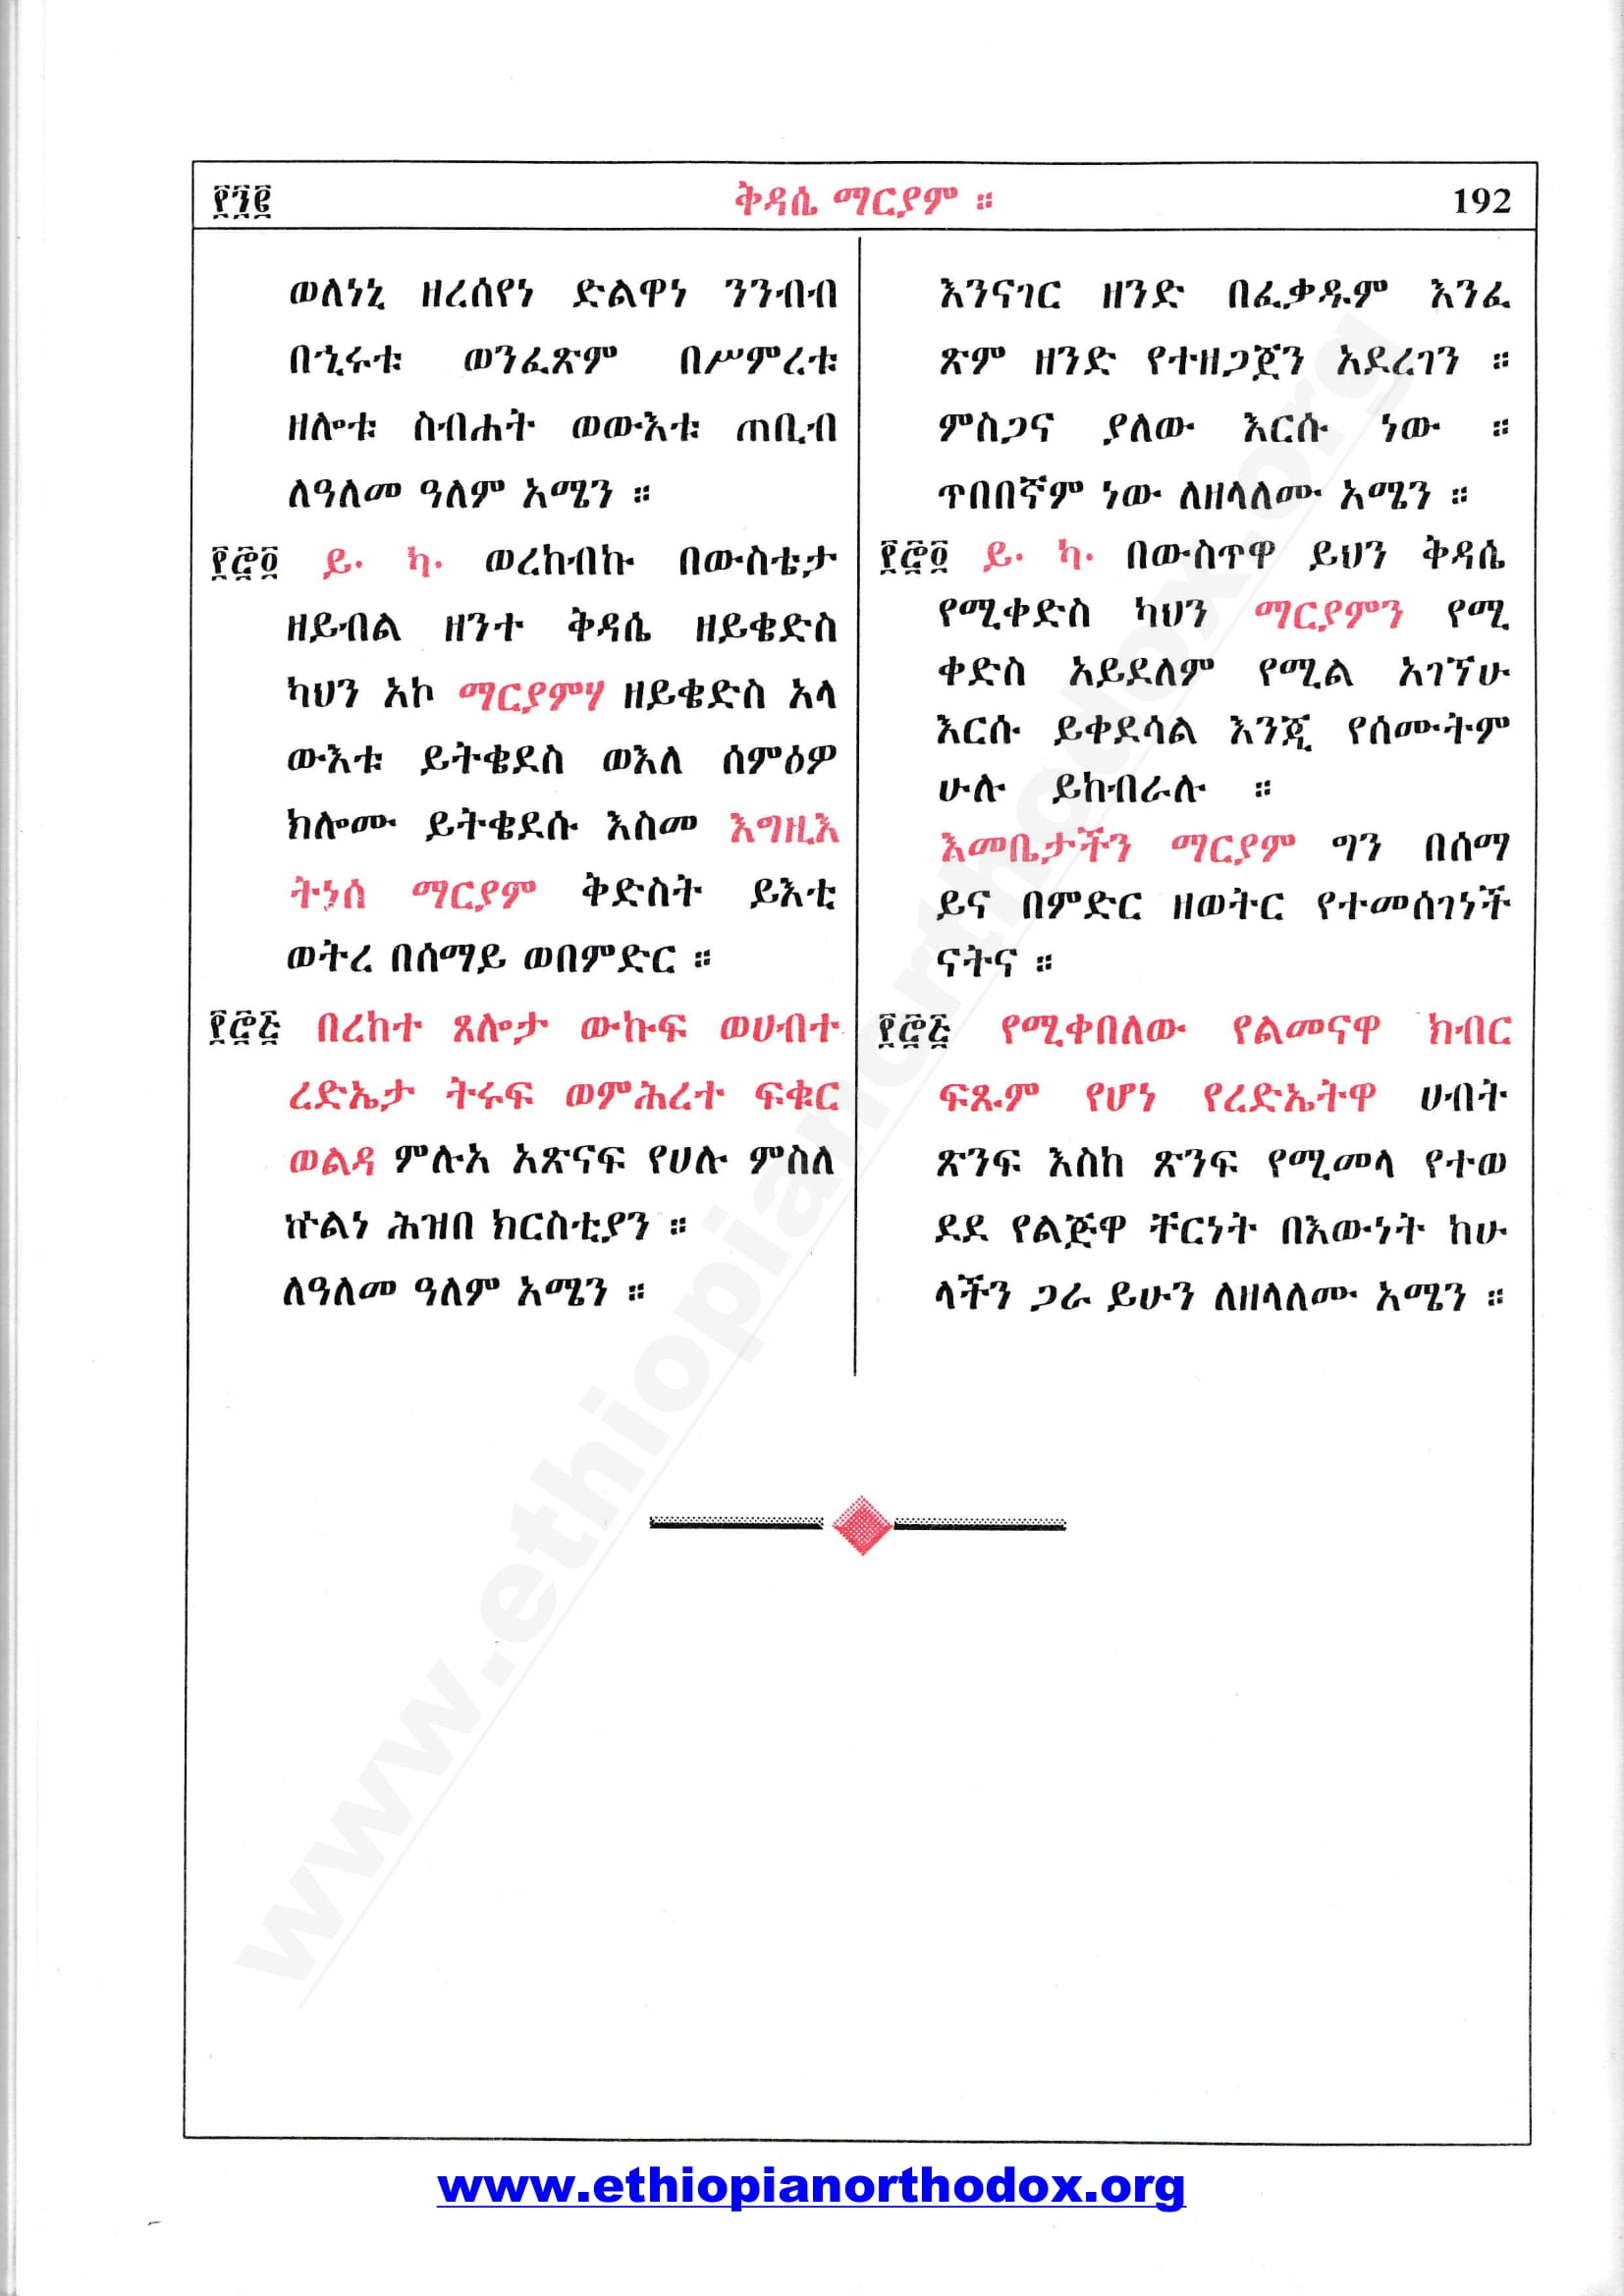 ፻፺፪ ቅዳሴ ማርያም ። 192
ወለነኒ ዘረሰየነ ድልዋነ ንንብብ
በኂሩቱ ወንፈጽም በሥምረቱ
ዘሎቱ ስብሐት ወውእቱ ጠቢብ
ለዓለመ ዓለም አሜን ።
፻፸፬ ይ. ካ. ወረከብኩ በውስቴታ
ዘይብል ዘንተ ቅዳሴ ዘይቄድስ
ካህን አኮ ማርያምሃ ዘይቄድስ አላ
ውእቱ ይትቄደስ ወእለ ሰምዕዎ
ክሎሙ ይትቄደሱ እስመ እግዚእ
ትነሰ ማርያም ቅድስት ይእቲ
ወትረ በሰማይ ወበምድር ።
፻፸፭ በረከተ ጸሎታ ውኩፍ ወሀብተ
ረድኤታ ትሩፍ ወምሕረተ ፍቁር
ወልዳ ምሉአ አጽናፍ የሀሉ ምስለ
ኵልነ ሕዝበ ክርስቲያን ።
ለዓለመ ዓለም አሜን ።
እንናገር ዘንድ በፈቃዱም እንፈ
ጽም ዘንድ የተዘጋጀን አደረገን ።
ምስጋና ያለው እርሱ ነው ።
ጥበበኛም ነው ለዘላለሙ አሜን ።
፻፸፬ ይ. ካ. በውስጥዋ ይህን ቅዳሴ
የሚቀድስ ካህን ማርያምን የሚ
ቀድስ አይደለም የሚል አገኘሁ
እርሱ ይቀደሳል እንጂ የሰሙትም
ሁሉ ይከብራሉ ።
እመቤታችን ማርያም ግን በሰማ
ይና በምድር ዘወትር የተመሰገነች
ናትና ።
፻፸፭ የሚቀበለው የልመናዋ ክብር
ፍጹም የሆነ የረድኤትዋ ሀብት
ጽንፍ እስከ ጽንፍ የሚመላ የተወ
ደደ የልጅዋ ቸርነት በእውነት ከሁ
ላችን ጋራ ይሁን ለዘላለሙ አሜን ።
www.ethiopianorthodox.org
www.ethiopianorthodox.org